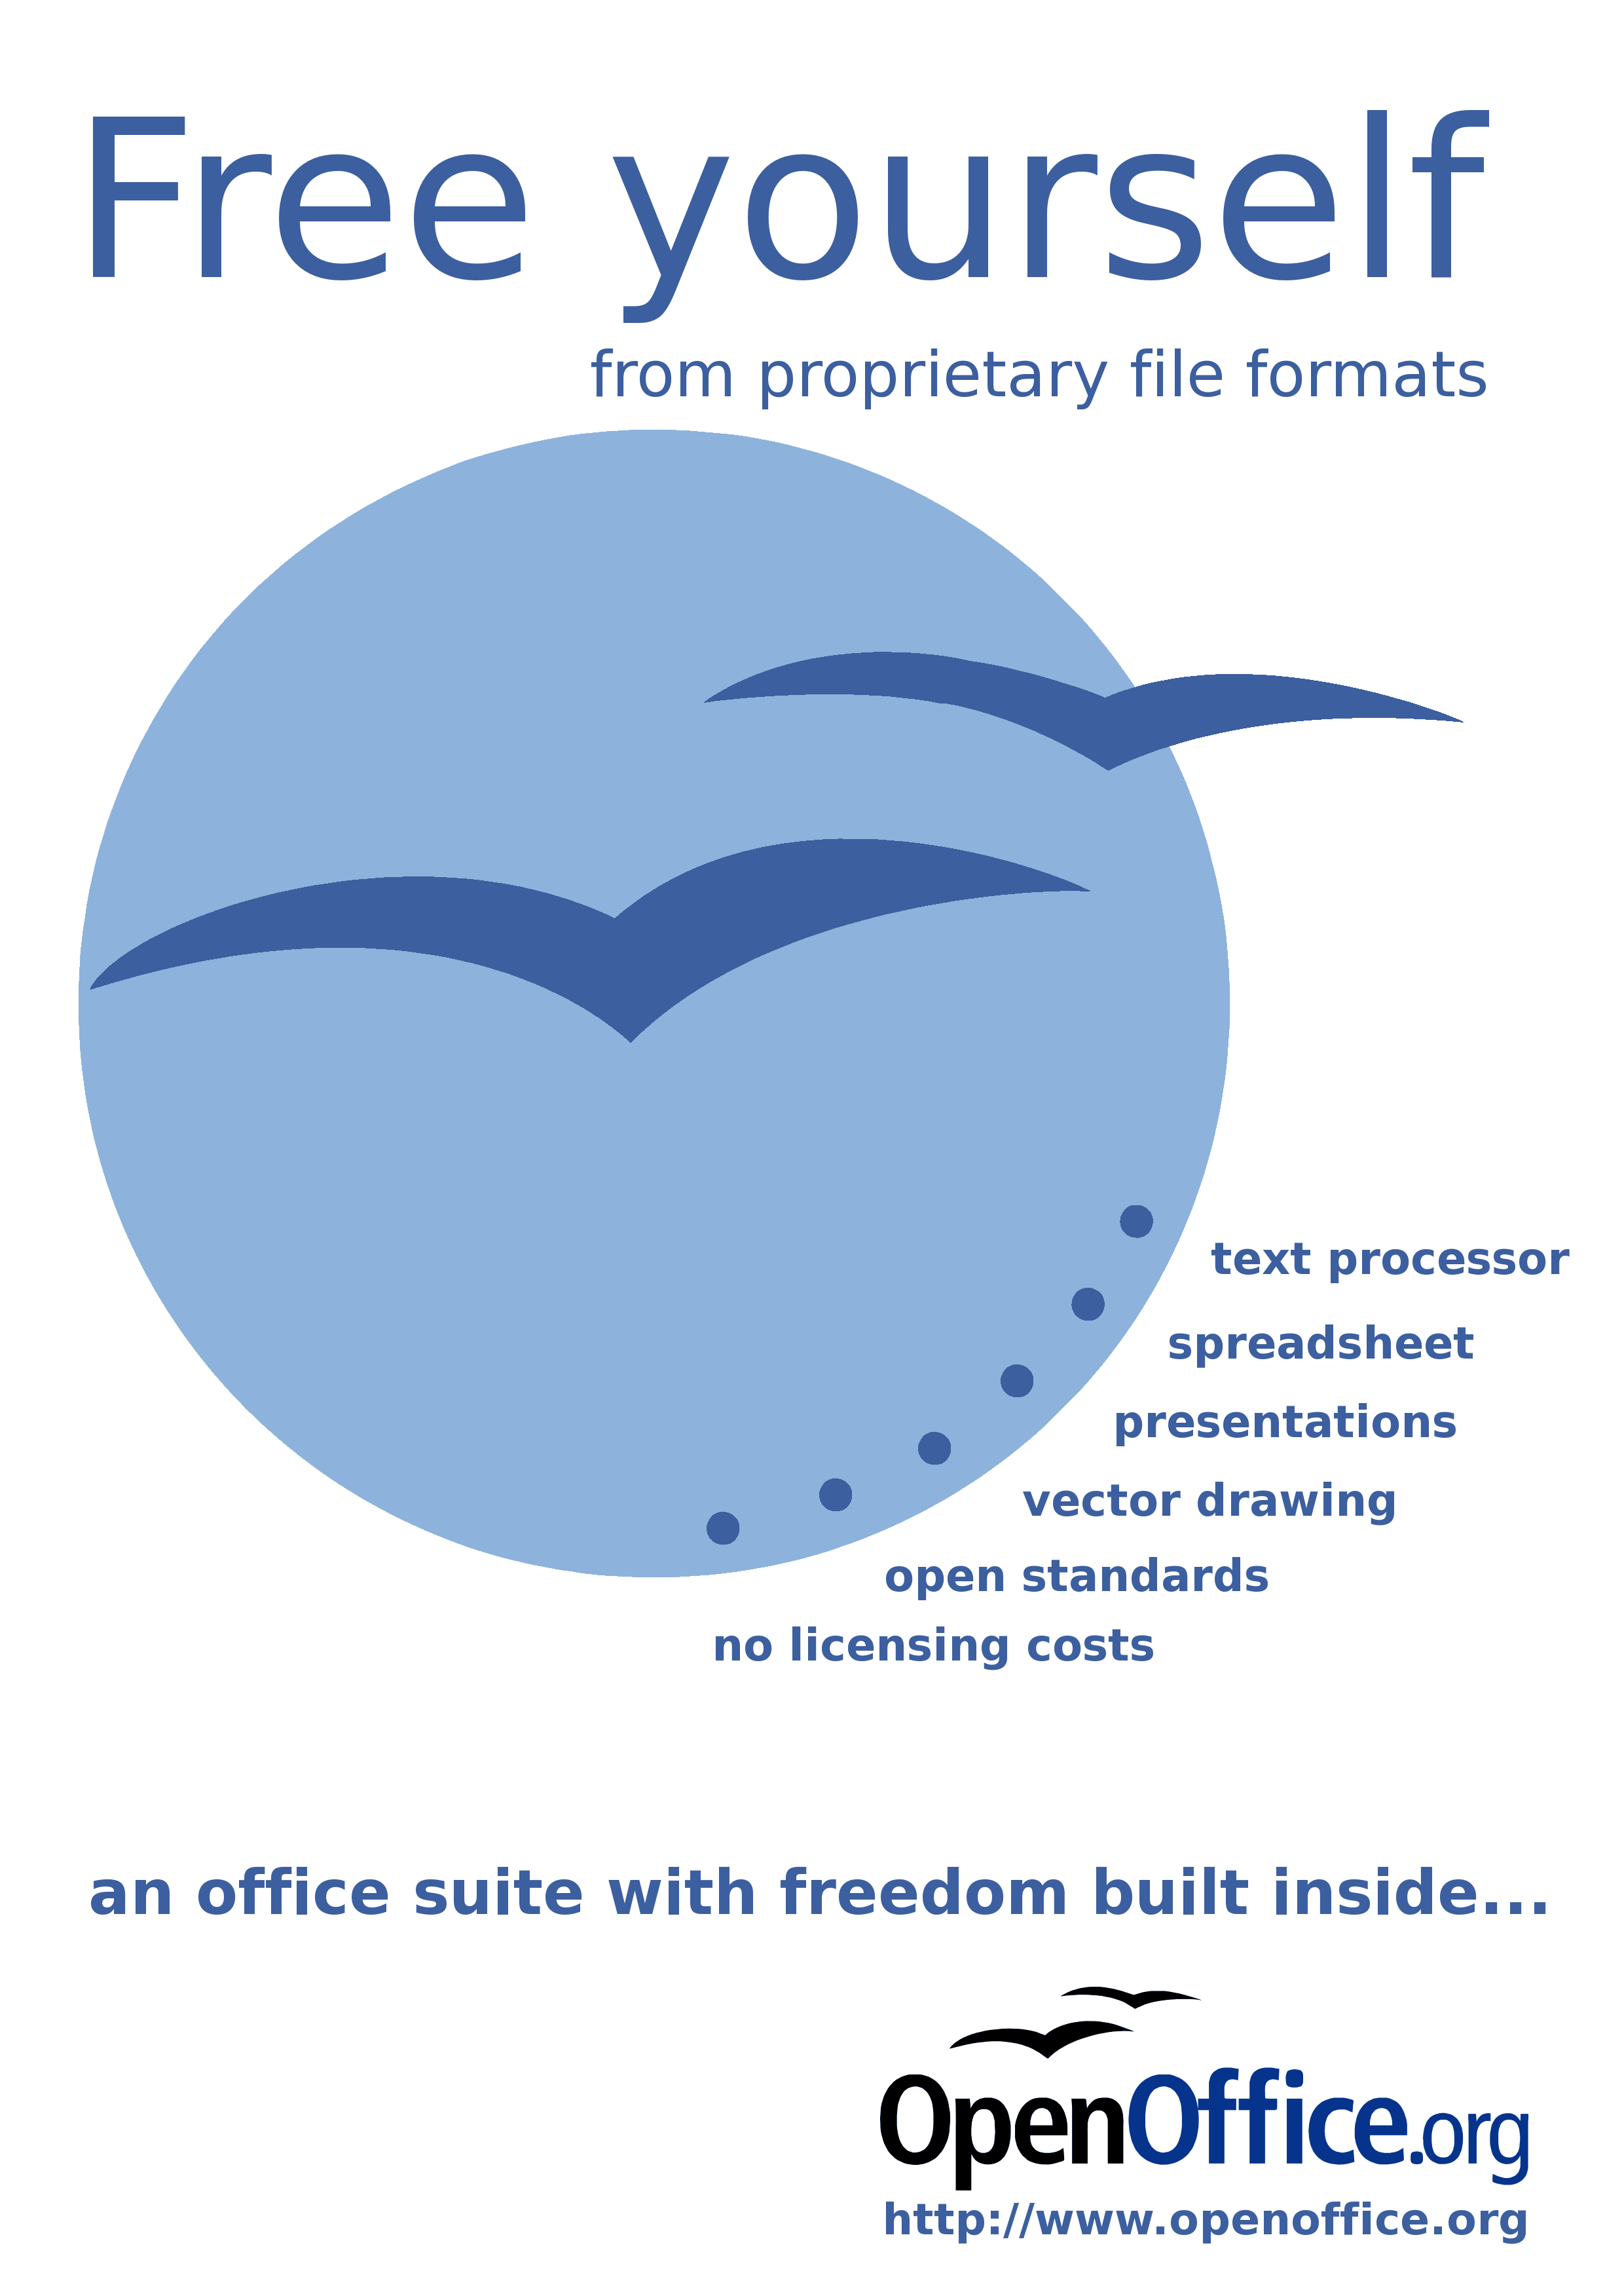 Free yourself
from proprietary file formats
text processor
spreadsheet
presentations
vector drawing
open standards
no licensing costs
an office suite with freedom built inside...
OpenOffice.org
http://www.openoffice.org